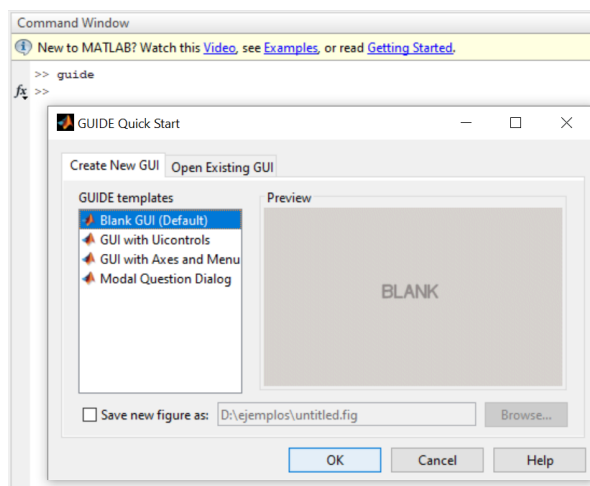 Command Window
New to MATLAB? Watch this Video, see Examples, or read Getting Started.
>> guide
fx >>
GUIDE Quick Start
Create New GUI Open Existing GUI
GUIDE templates
Preview
Blank GUI (Default)
GUI with Uicontrols
GUI with Axes and Menu
Modal Question Dialog
BLANK
Save new figure as: D:\ejemplos\untitled.fig Browse...
OK Cancel Help